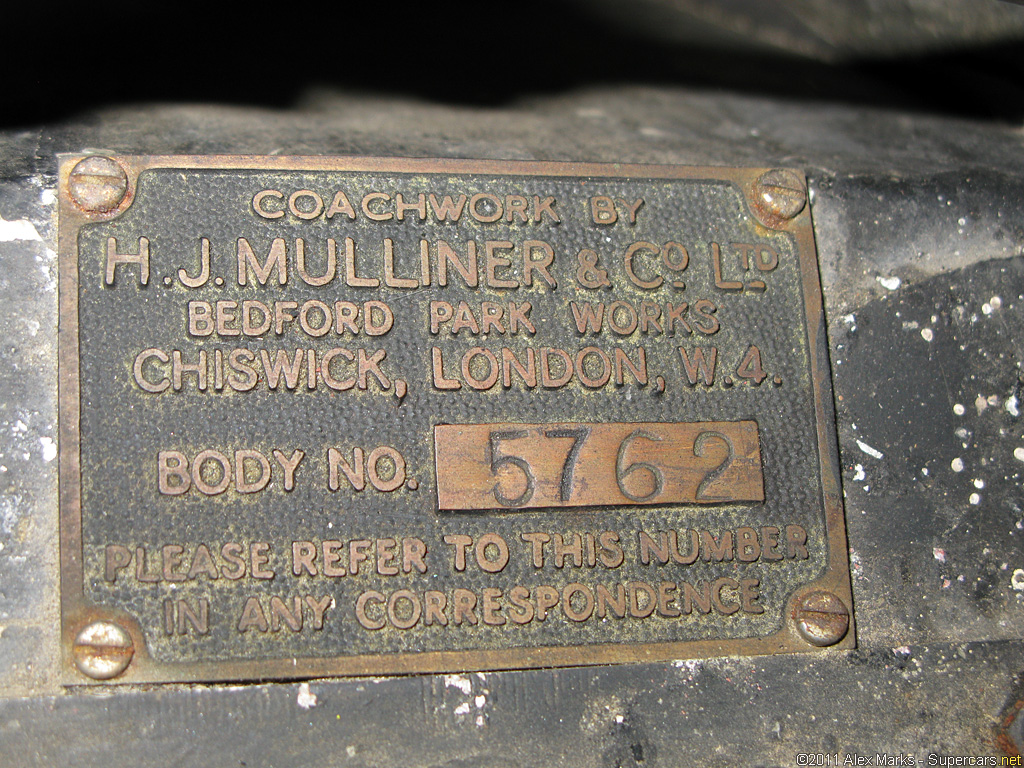 COACHWORK BY
H.J. MULLINER & Co LTD
BEDFORD PARK WORKS
CHISWICK, LONDON, W.4.
BODY NO. 5762
PLEASE REFER TO THIS NUMBER
IN ANY CORRESPONDENCE
©2011 Alex Marks - Supercars.net